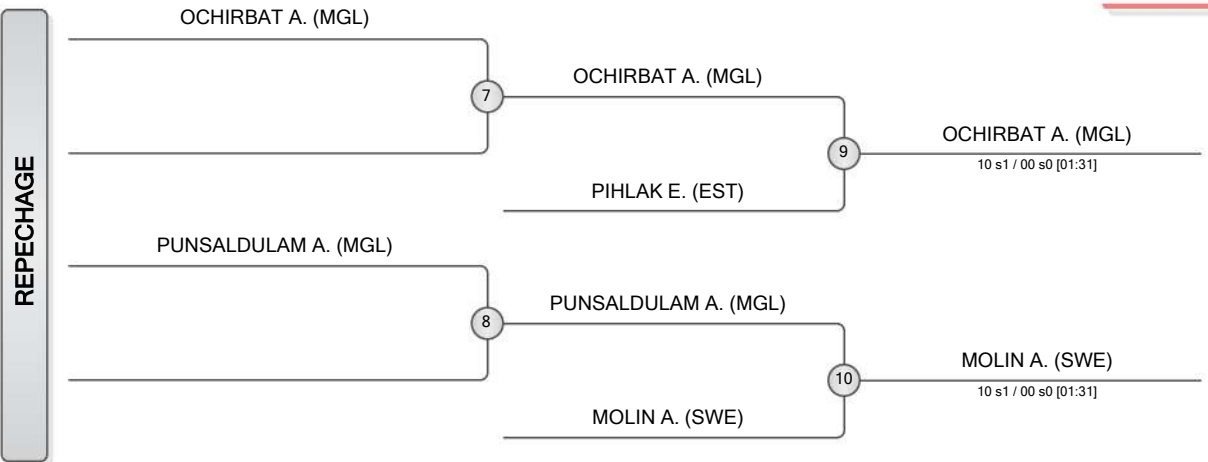 REPECHAGE
OCHIRBAT A. (MGL)
7
OCHIRBAT A. (MGL)
PIHLAK E. (EST)
9
OCHIRBAT A. (MGL)
10 s1 / 00 s0 [01:31]
PUNSALDULAM A. (MGL)
8
PUNSALDULAM A. (MGL)
MOLIN A. (SWE)
10
MOLIN A. (SWE)
10 s1 / 00 s0 [01:31]